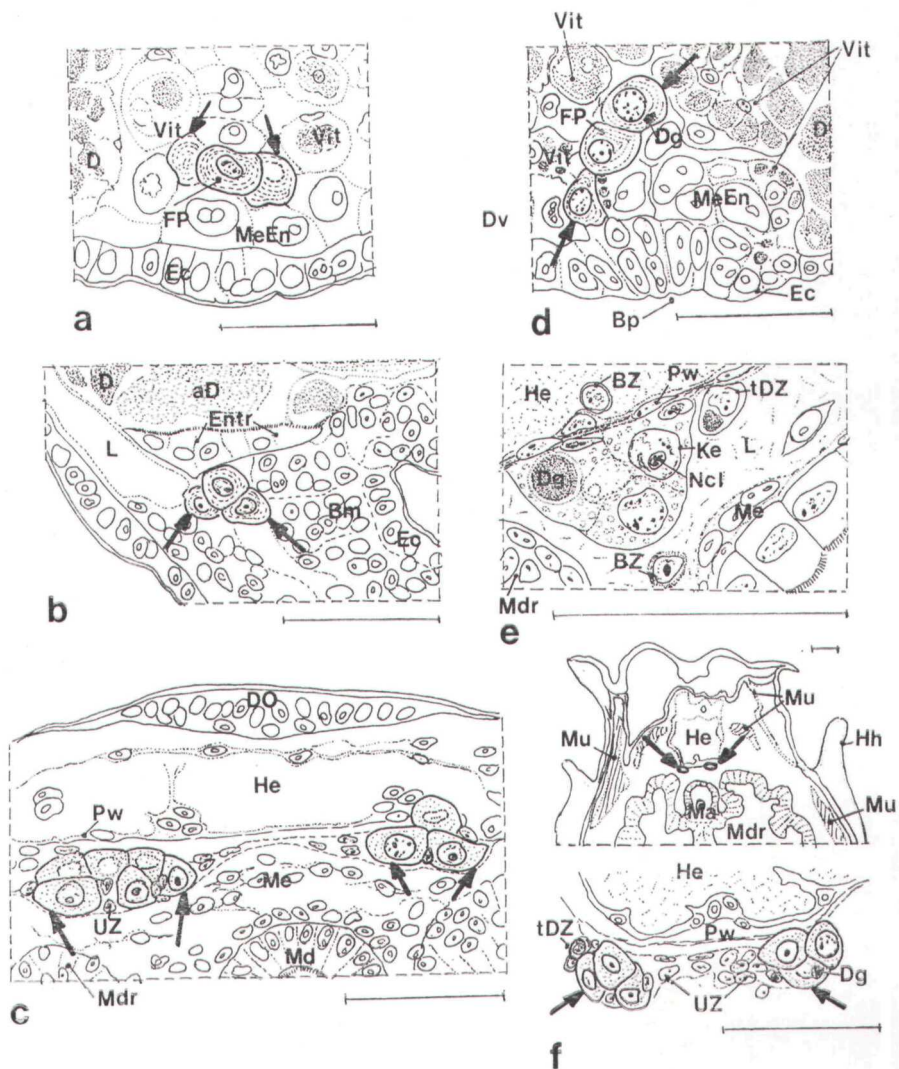 Vit
Vit
D
FP
MeEn
Ec
a
Vit
Vit
FP
Dg
D
Vit
MeEn
Dv
Ec
Bp
d
D
aD
Entr
L
Bm
Ec
b
He
BZ
Pw
tDZ
Ke
L
Dg
Ncl
Me
BZ
Mdr
e
DO
He
Pw
Me
UZ
Md
Mdr
c
Mu
Mu
He
Hh
Ma
Mdr
Mu
He
tDZ
Pw
Dg
UZ
f